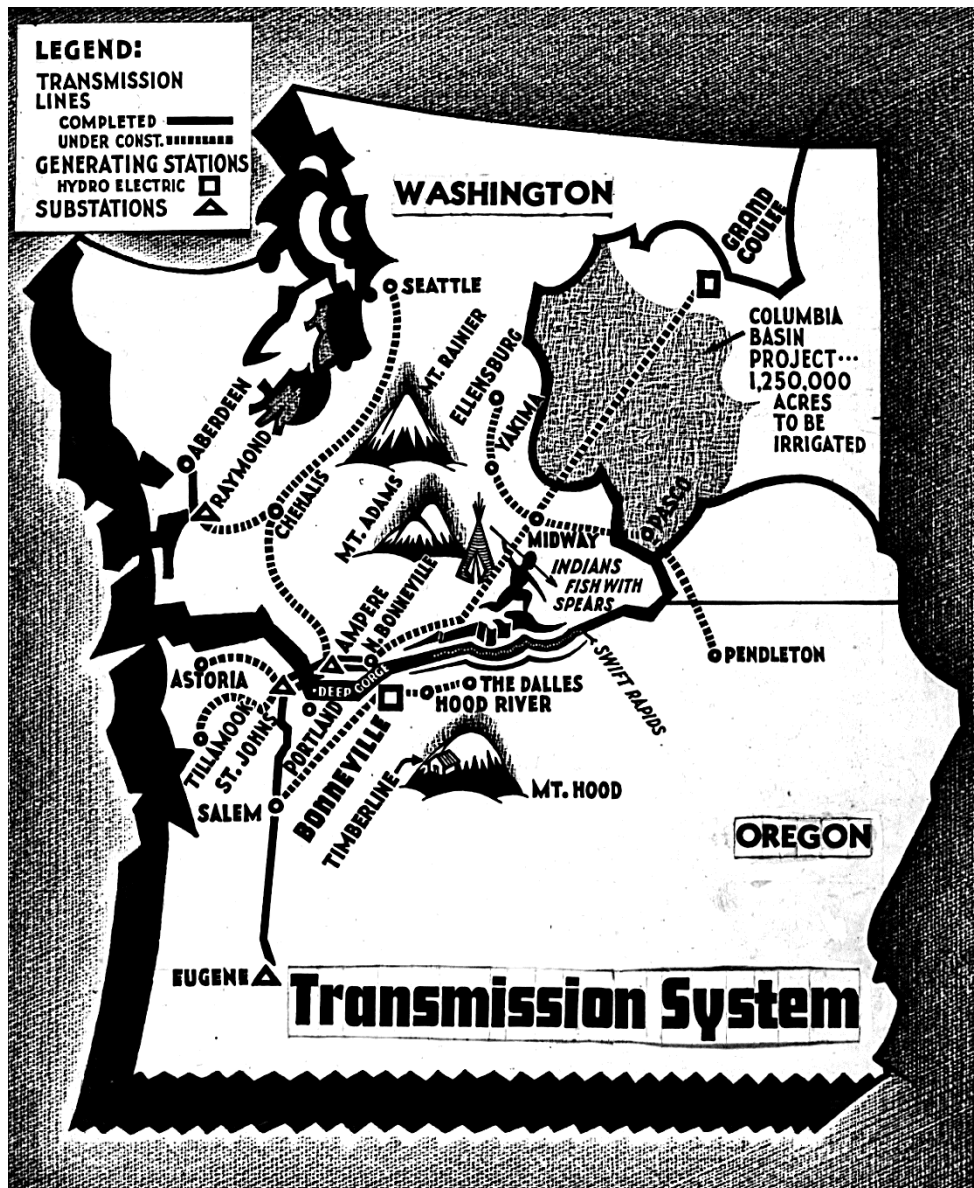 LEGEND:
TRANSMISSION
LINES
COMPLETED
UNDER CONST.
GENERATING STATIONS
HYDRO ELECTRIC
SUBSTATIONS
WASHINGTON
GRAND
COULEE
SEATTLE
COLUMBIA
BASIN
PROJECT...
1,250,000
ACRES
TO BE
IRRIGATED
MT. RAINIER
ELLENSBURG
YAKIMA
ABERDEEN
RAYMOND
CHEHALIS
MT. ADAMS
MIDWAY
PASCO
INDIANS
FISH WITH
SPEARS
AMPERE
N. BONNEVILLE
ASTORIA
DEEP GORGE
THE DALLES
HOOD RIVER
SWIFT RAPIDS
PENDLETON
TILLAMOOK
ST. JOHNS
PORTLAND
BONNEVILLE
SALEM
TIMBERLINE
MT. HOOD
OREGON
EUGENE
Transmission System